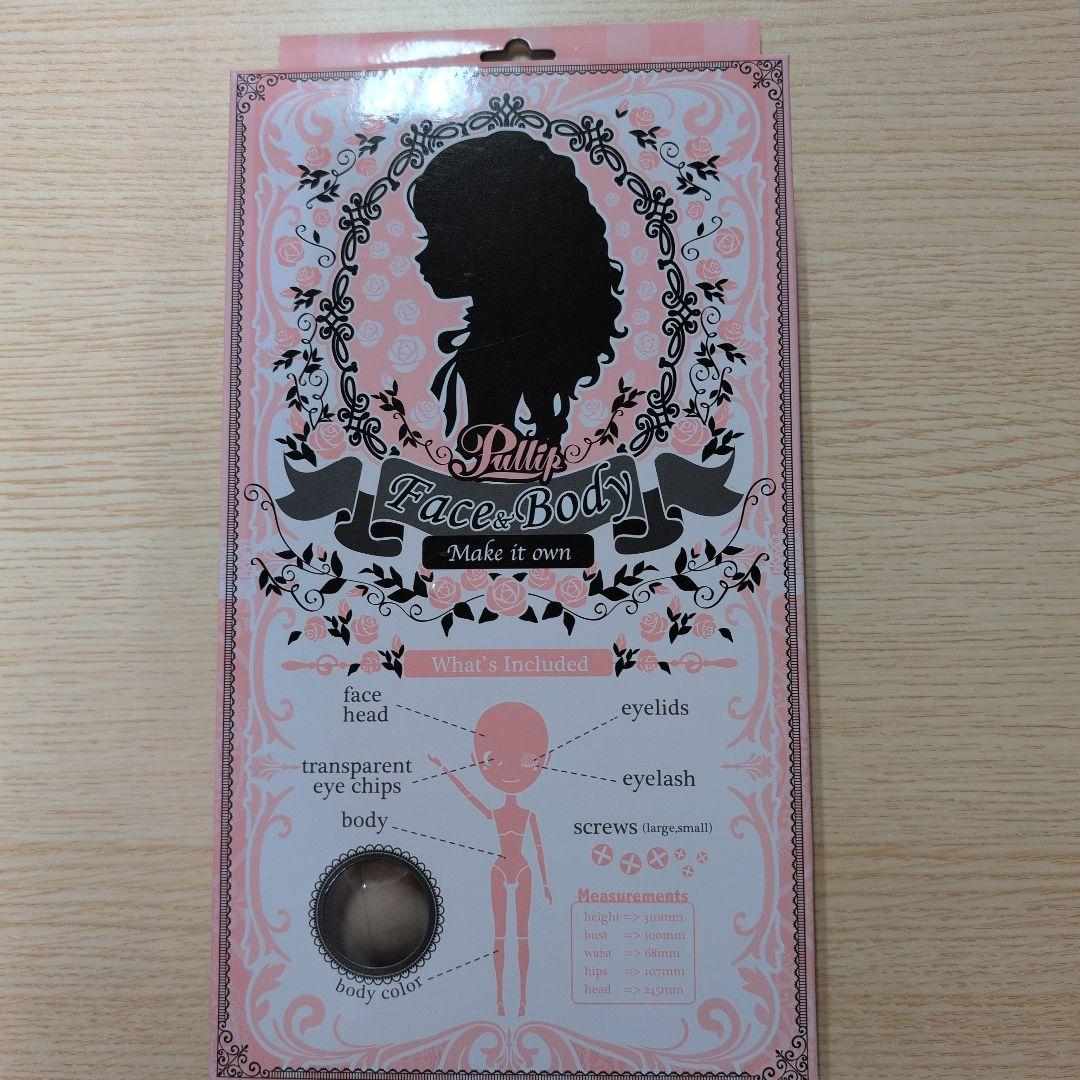 Pullip
Face & Body
Make it own
What's Included
face
head
eyelids
transparent
eye chips
eyelash
body
screws (large,small)
Measurements
height => 310mm
bust => 100mm
waist => 68mm
hips => 107mm
head => 245mm
body color